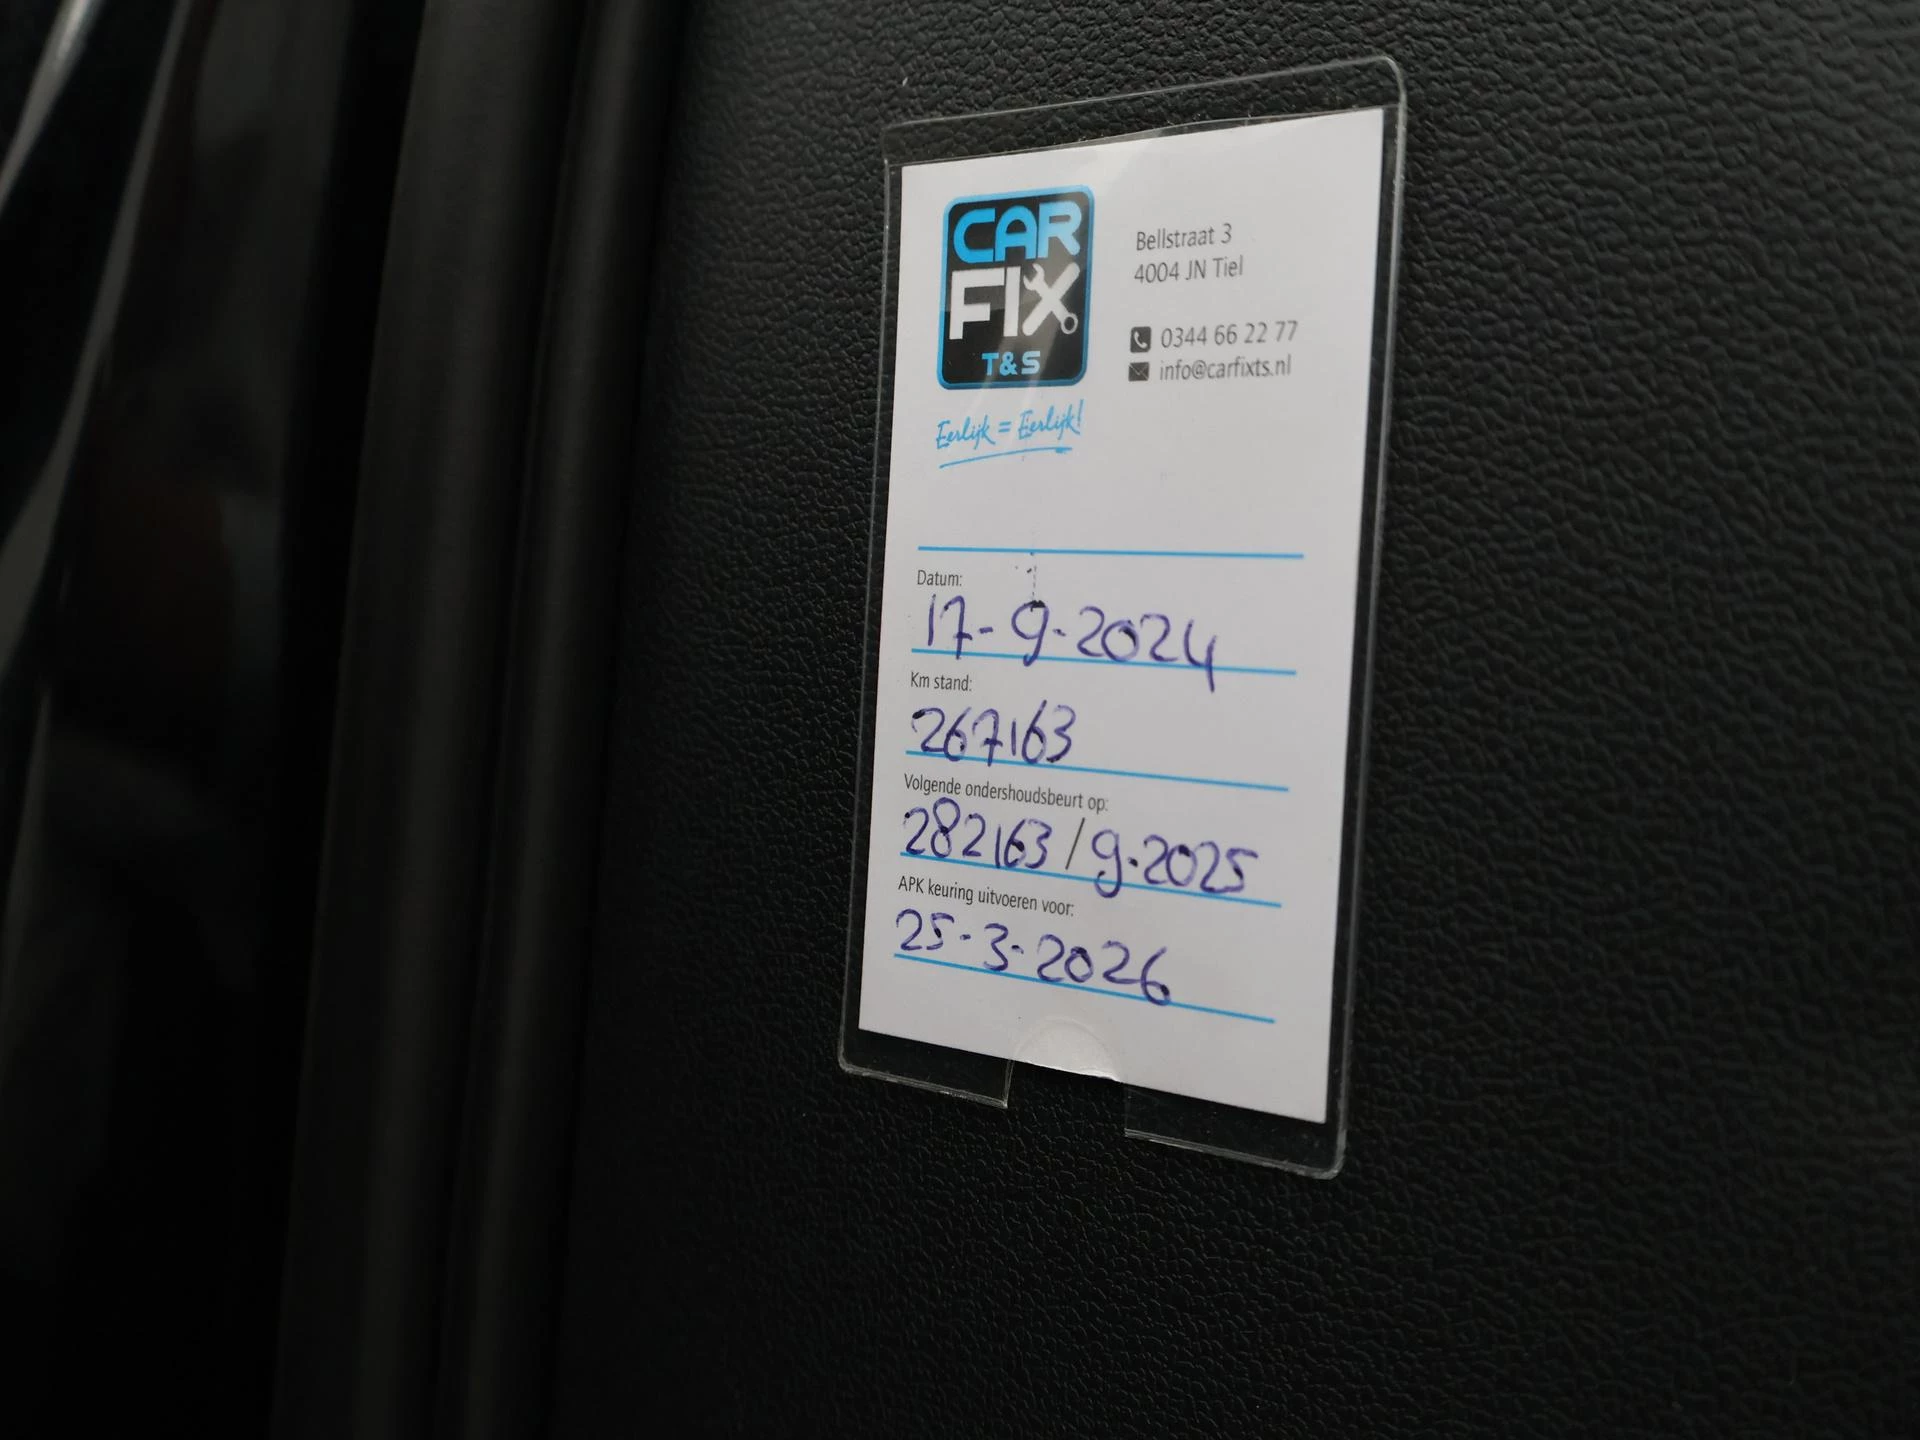 CAR
FIX
T&S
Eerlijk = Eerlijk!
Bellstraat 3
4004 JN Tiel
0344 66 22 77
info@carfixts.nl
Datum:
17-9-2024
Km stand:
267163
Volgende ondershoudsbeurt op:
282163/9-2025
APK keuring uitvoeren voor:
25-3-2026